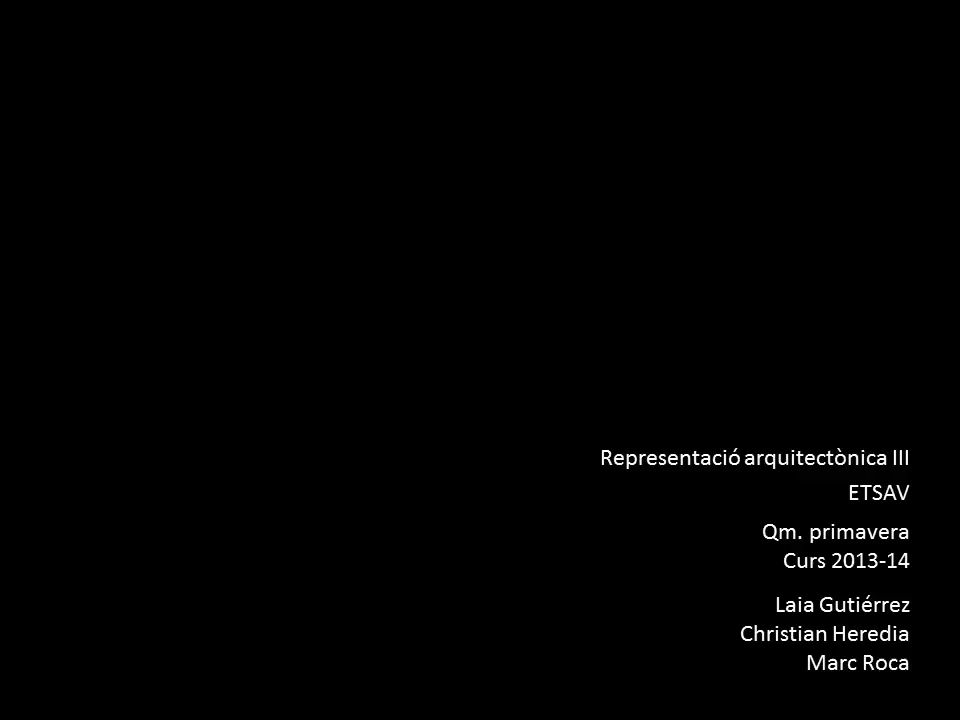 Representació arquitectònica III
ETSAV
Qm. primavera
Curs 2013-14
Laia Gutiérrez
Christian Heredia
Marc Roca